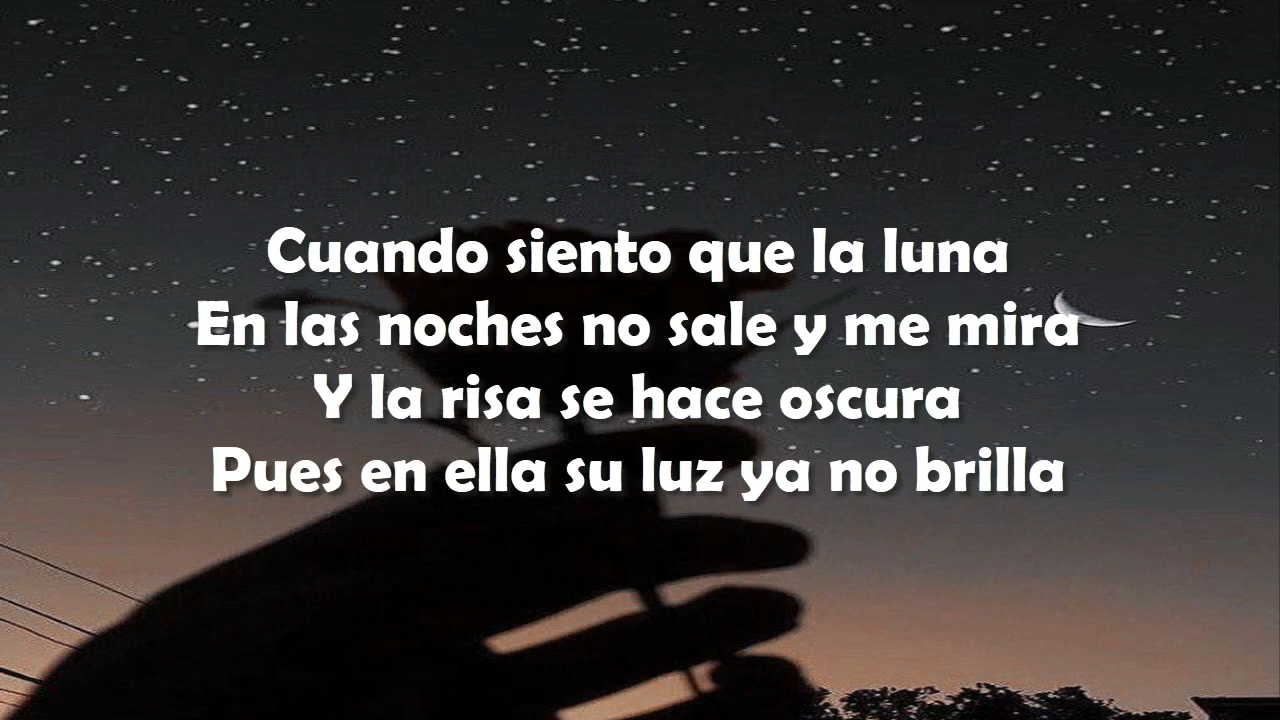 Cuando siento que la luna
En las noches no sale y me mira
Y la risa se hace oscura
Pues en ella su luz ya no brilla